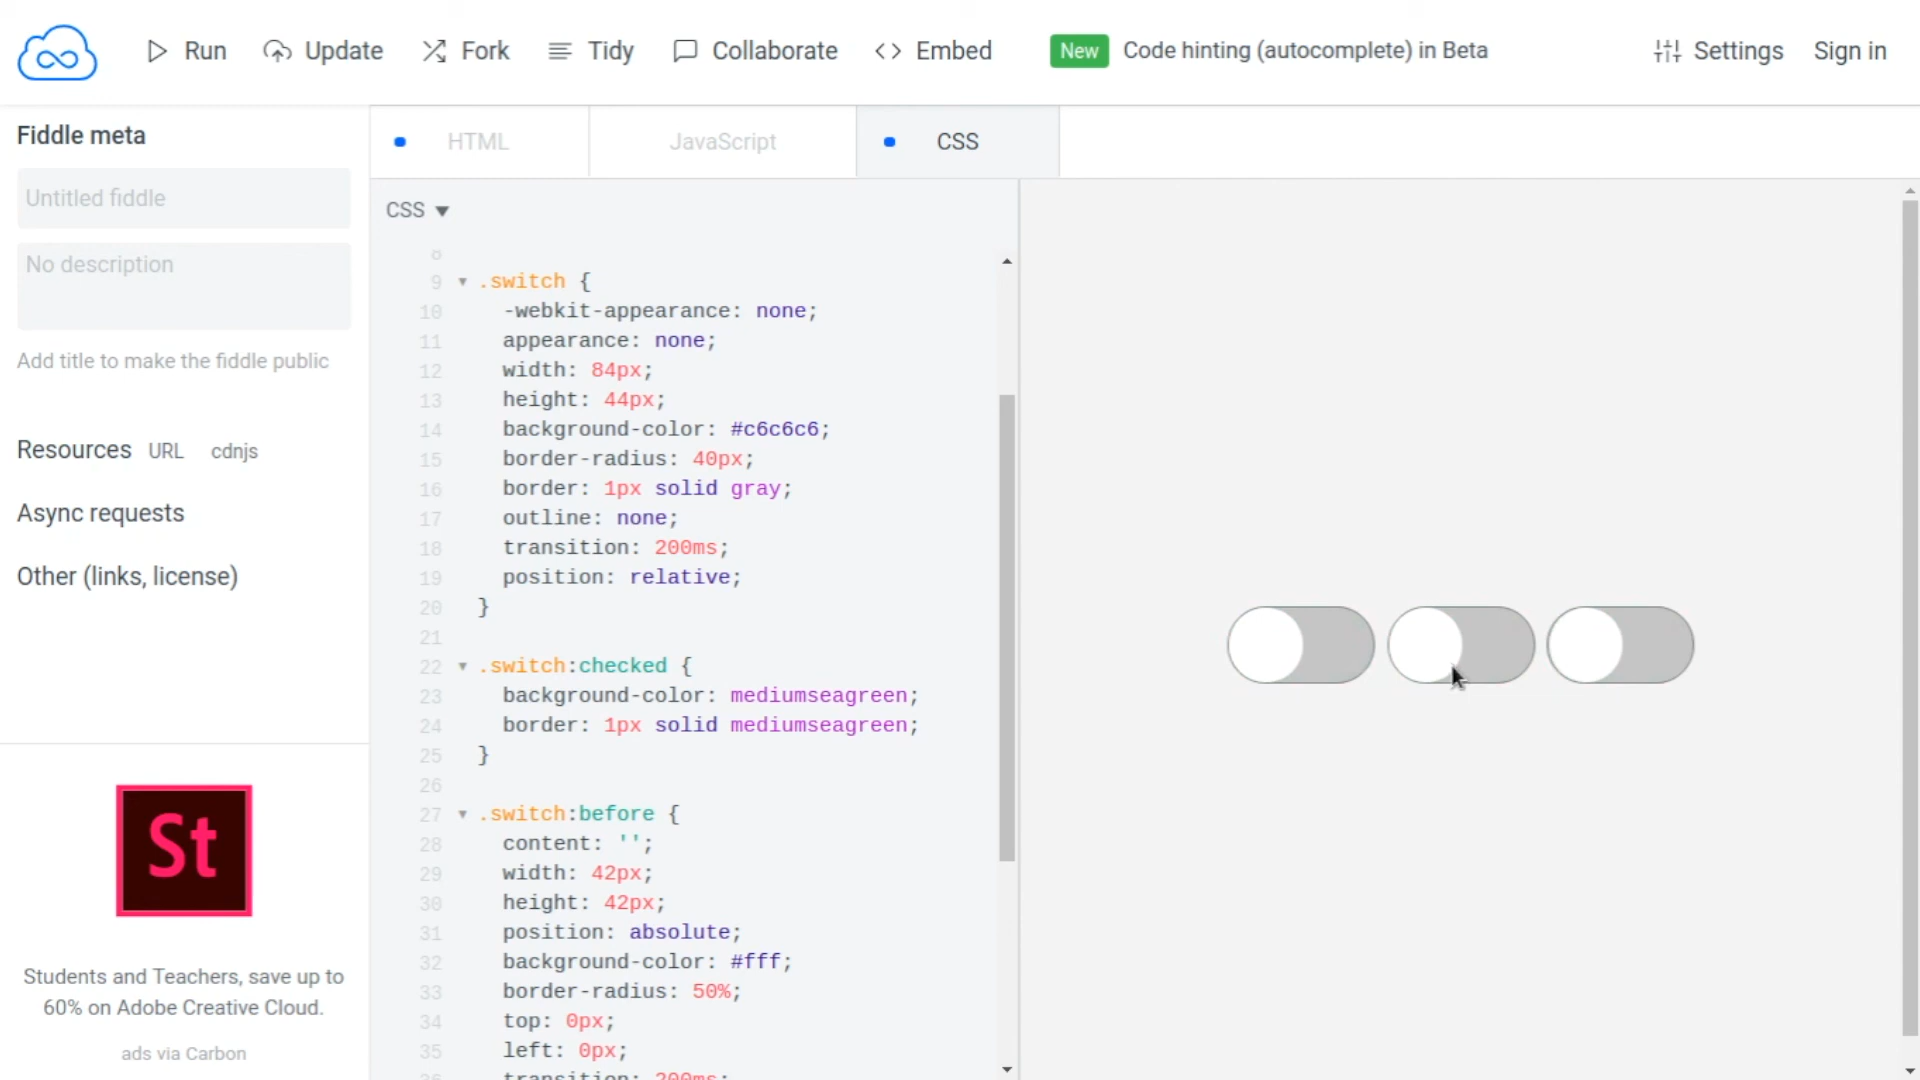 Run Update Fork Tidy Collaborate Embed New Code hinting (autocomplete) in Beta Settings Sign in
Fiddle meta
Untitled fiddle
No description
Add title to make the fiddle public
Resources URL cdnjs
Async requests
Other (links, license)
St
Students and Teachers, save up to
60% on Adobe Creative Cloud.
ads via Carbon
HTML JavaScript CSS
CSS
8
9 .switch {
10 -webkit-appearance: none;
11 appearance: none;
12 width: 84px;
13 height: 44px;
14 background-color: #c6c6c6;
15 border-radius: 40px;
16 border: 1px solid gray;
17 outline: none;
18 transition: 200ms;
19 position: relative;
20 }
21
22 .switch:checked {
23 background-color: mediumseagreen;
24 border: 1px solid mediumseagreen;
25 }
26
27 .switch:before {
28 content: '';
29 width: 42px;
30 height: 42px;
31 position: absolute;
32 background-color: #fff;
33 border-radius: 50%;
34 top: 0px;
35 left: 0px;
36 transition: 200ms;